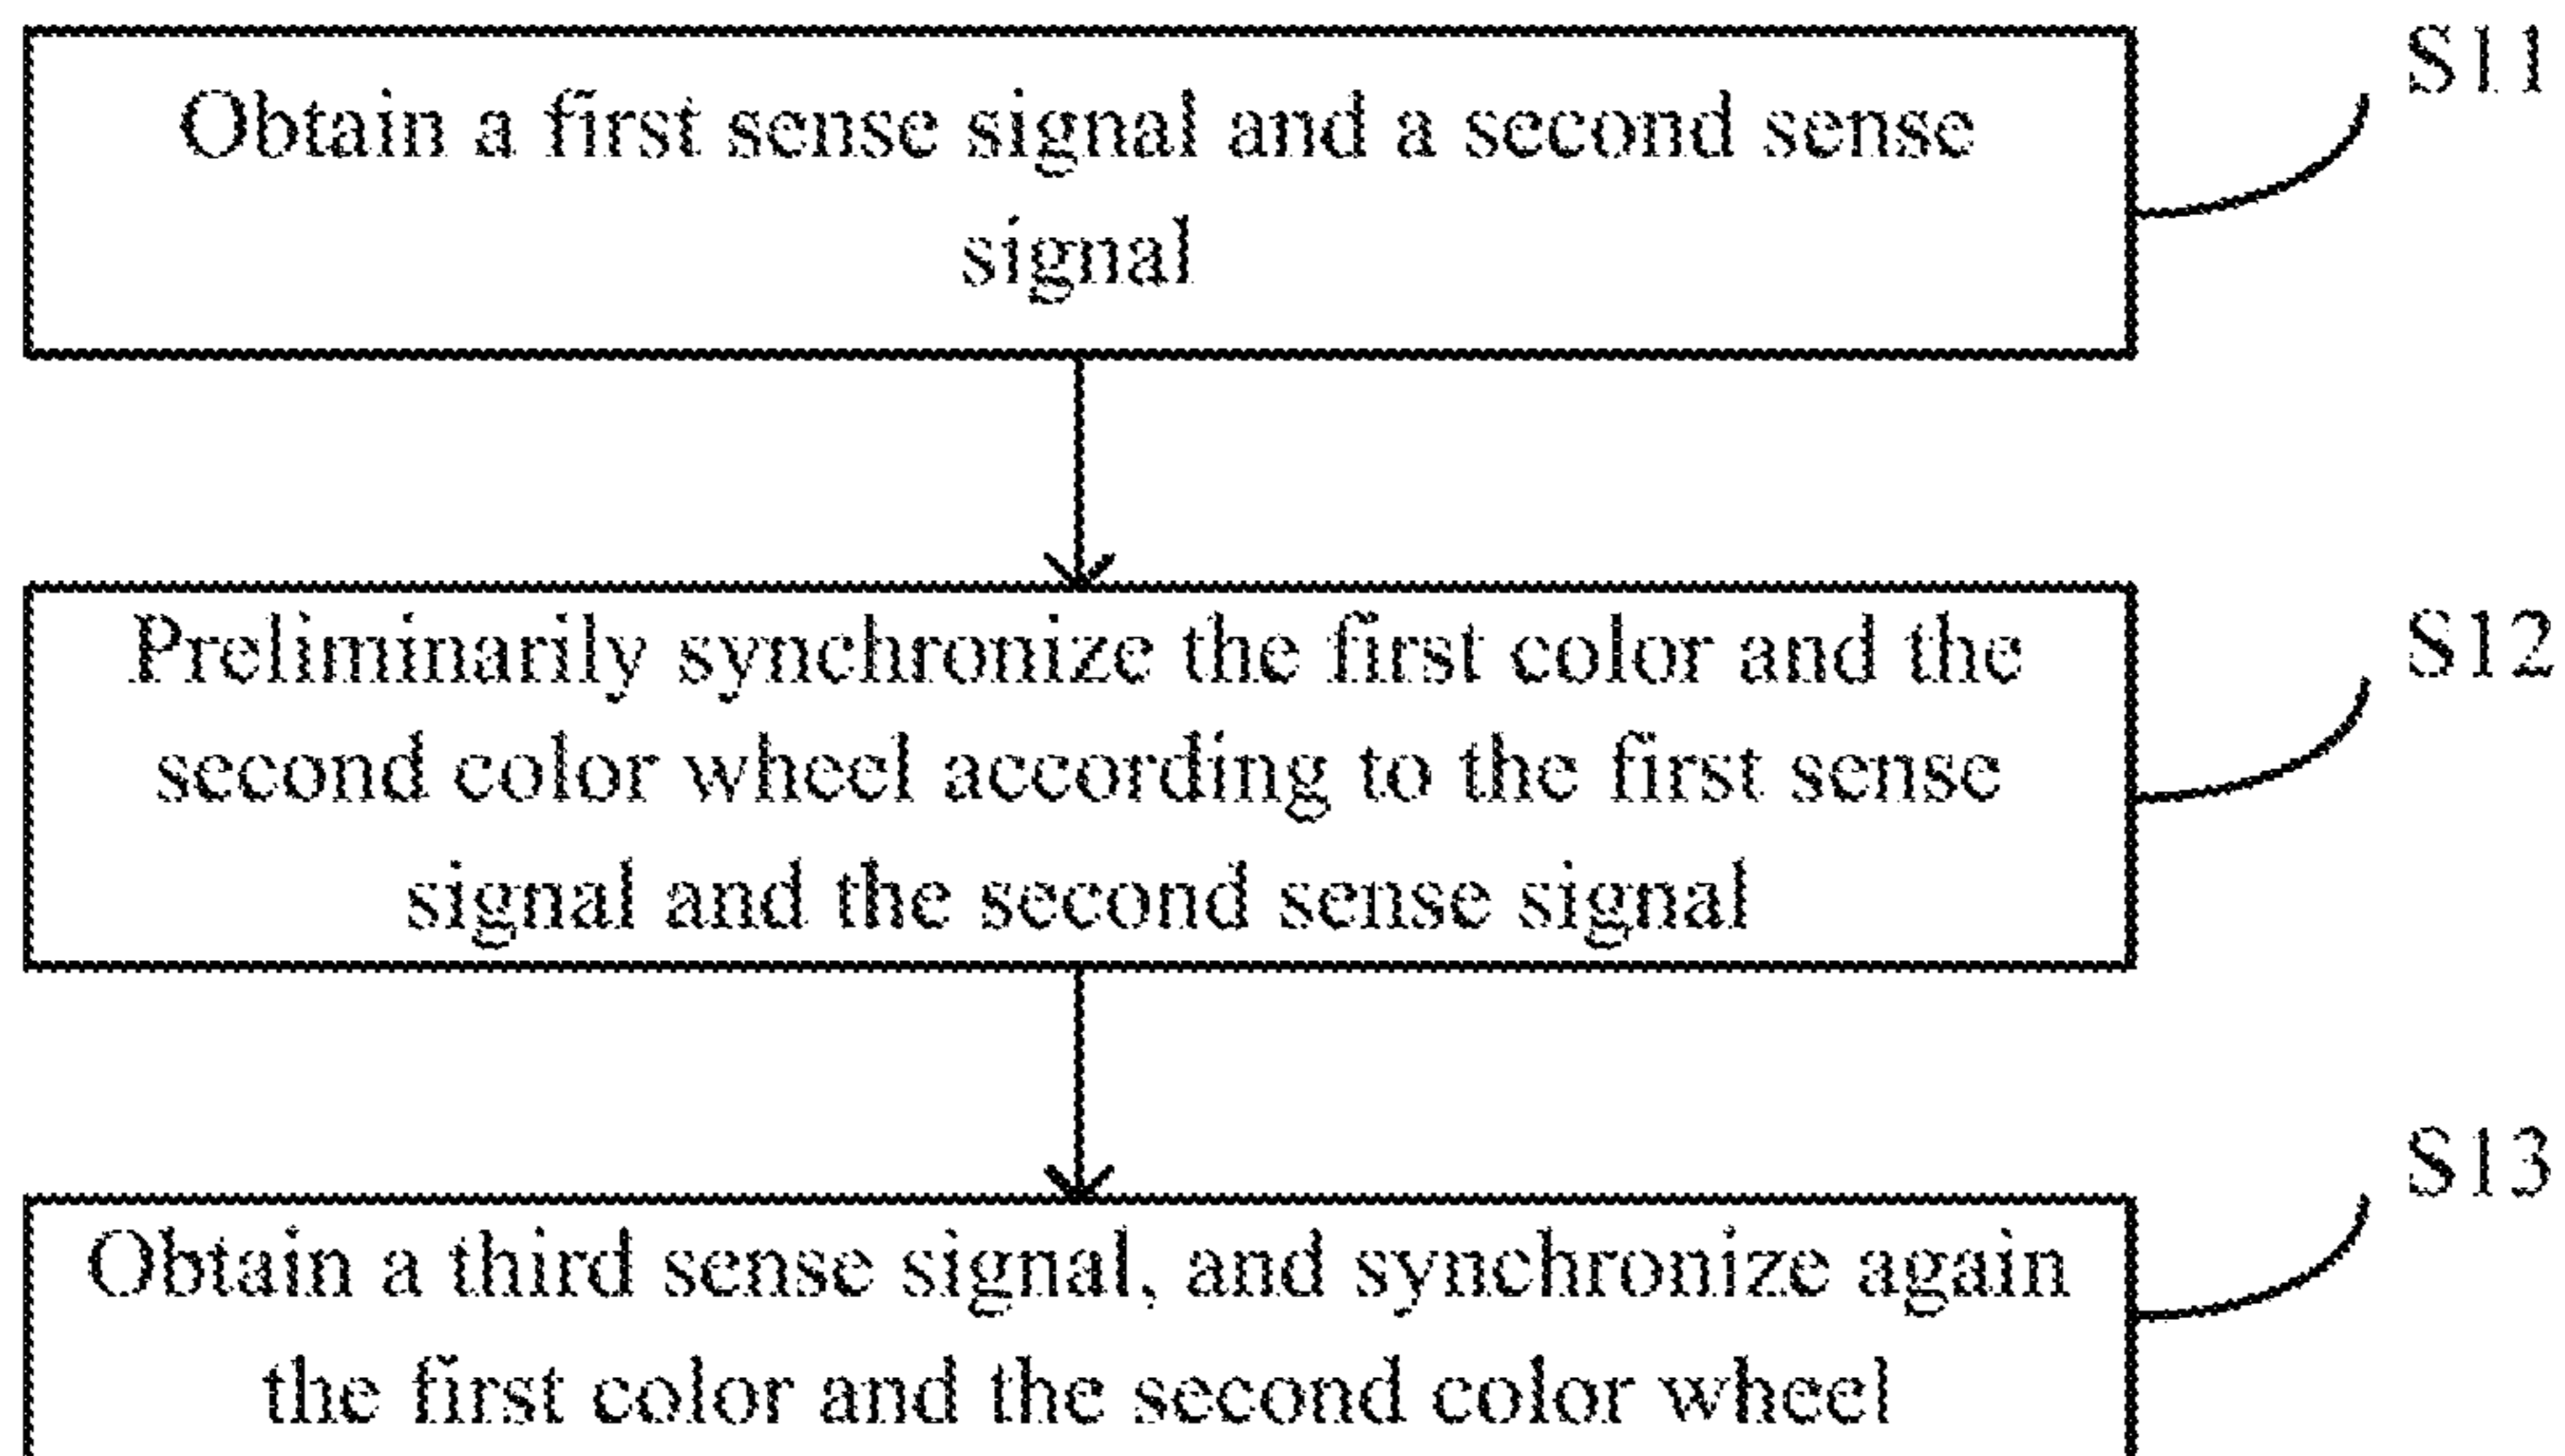 S11
Obtain a first sense signal and a second sense
signal
S12
Preliminarily synchronize the first color and the
second color wheel according to the first sense
signal and the second sense signal
S13
Obtain a third sense signal, and synchronize again
the first color and the second color wheel